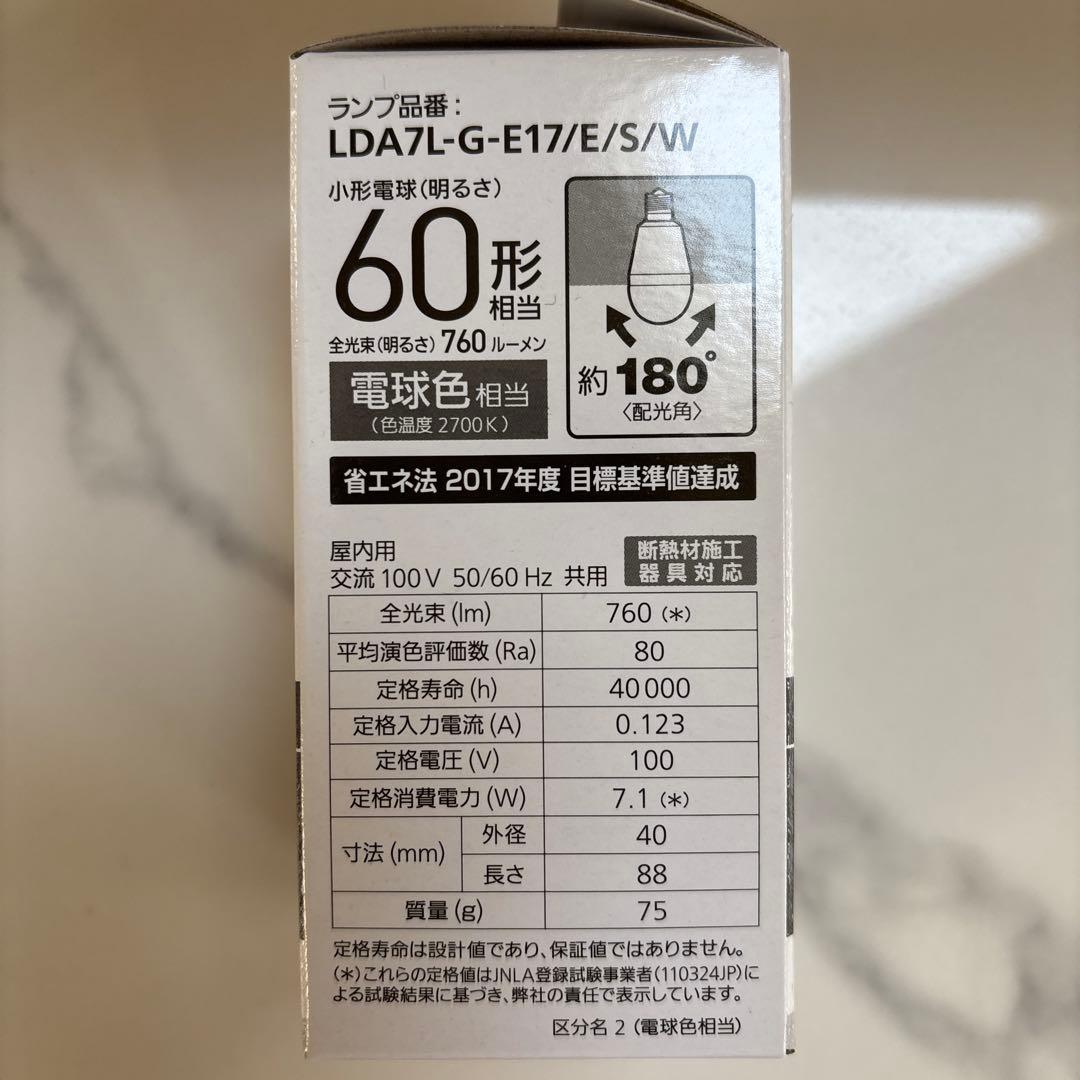 ランプ品番:
LDA7L-G-E17/E/S/W
小形電球(明るさ)
60形
相当
全光束(明るさ) 760 ルーメン
電球色相当
(色温度 2700K)
約180°
〈配光角〉
省エネ法 2017年度 目標基準値達成
屋内用
交流 100V 50/60 Hz 共用
断熱材施工
器具対応
全光束(lm) 760 (*)
平均演色評価数(Ra) 80
定格寿命(h) 40000
定格入力電流(A) 0.123
定格電圧(V) 100
定格消費電力(W) 7.1 (*)
寸法(mm) 外径 40
長さ 88
質量(g) 75
定格寿命は設計値であり、保証値ではありません。
(*)これらの定格値はJNLA登録試験事業者(110324JP)に
よる試験結果に基づき、弊社の責任で表示しています。
区分名 2 (電球色相当)